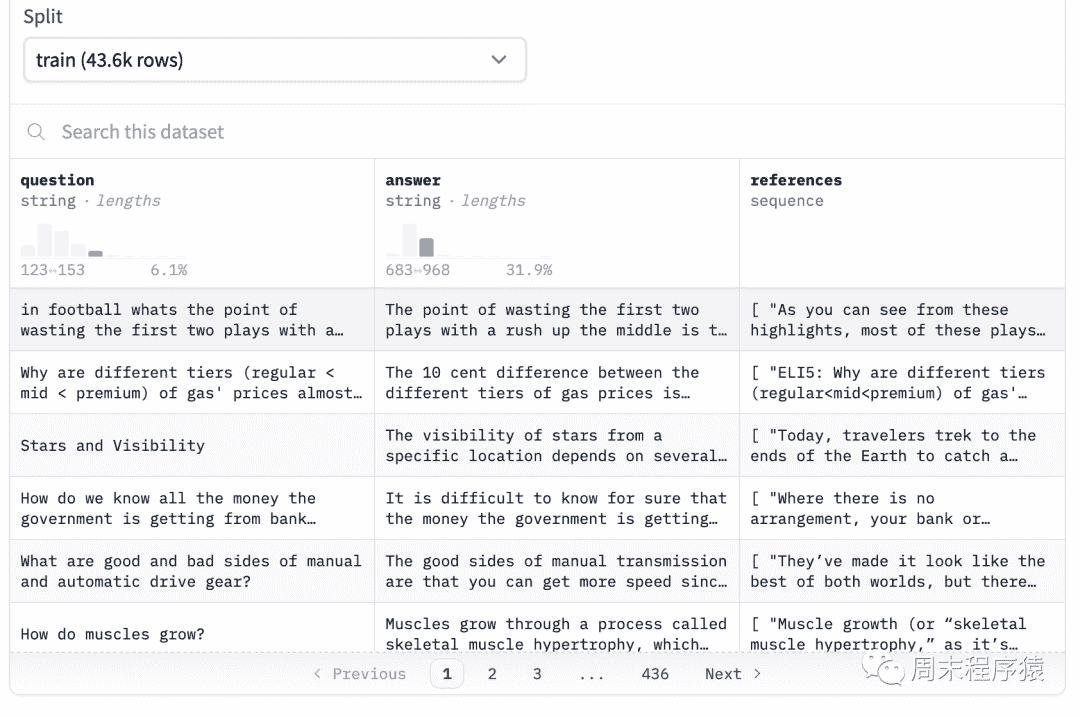 Split
train (43.6k rows)
Search this dataset
question
string · lengths
123↔153 6.1%
answer
string · lengths
683↔968 31.9%
references
sequence
in football whats the point of
wasting the first two plays with a…
The point of wasting the first two
plays with a rush up the middle is t…
[ "As you can see from these
highlights, most of these plays…
Why are different tiers (regular <
mid < premium) of gas' prices almost…
The 10 cent difference between the
different tiers of gas prices is…
[ "ELI5: Why are different tiers
(regular<mid<premium) of gas'…
Stars and Visibility
The visibility of stars from a
specific location depends on several…
[ "Today, travelers trek to the
ends of the Earth to catch a…
How do we know all the money the
government is getting from bank…
It is difficult to know for sure that
the money the government is getting…
[ "Where there is no
arrangement, your bank or…
What are good and bad sides of manual
and automatic drive gear?
The good sides of manual transmission
are that you can get more speed sinc…
[ "They’ve made it look like the
best of both worlds, but there…
How do muscles grow?
Muscles grow through a process called
skeletal muscle hypertrophy, which…
[ "Muscle growth (or “skeletal
muscle hypertrophy,” as it’s…
< Previous 1 2 3 ... 436 Next >
周末程序猿